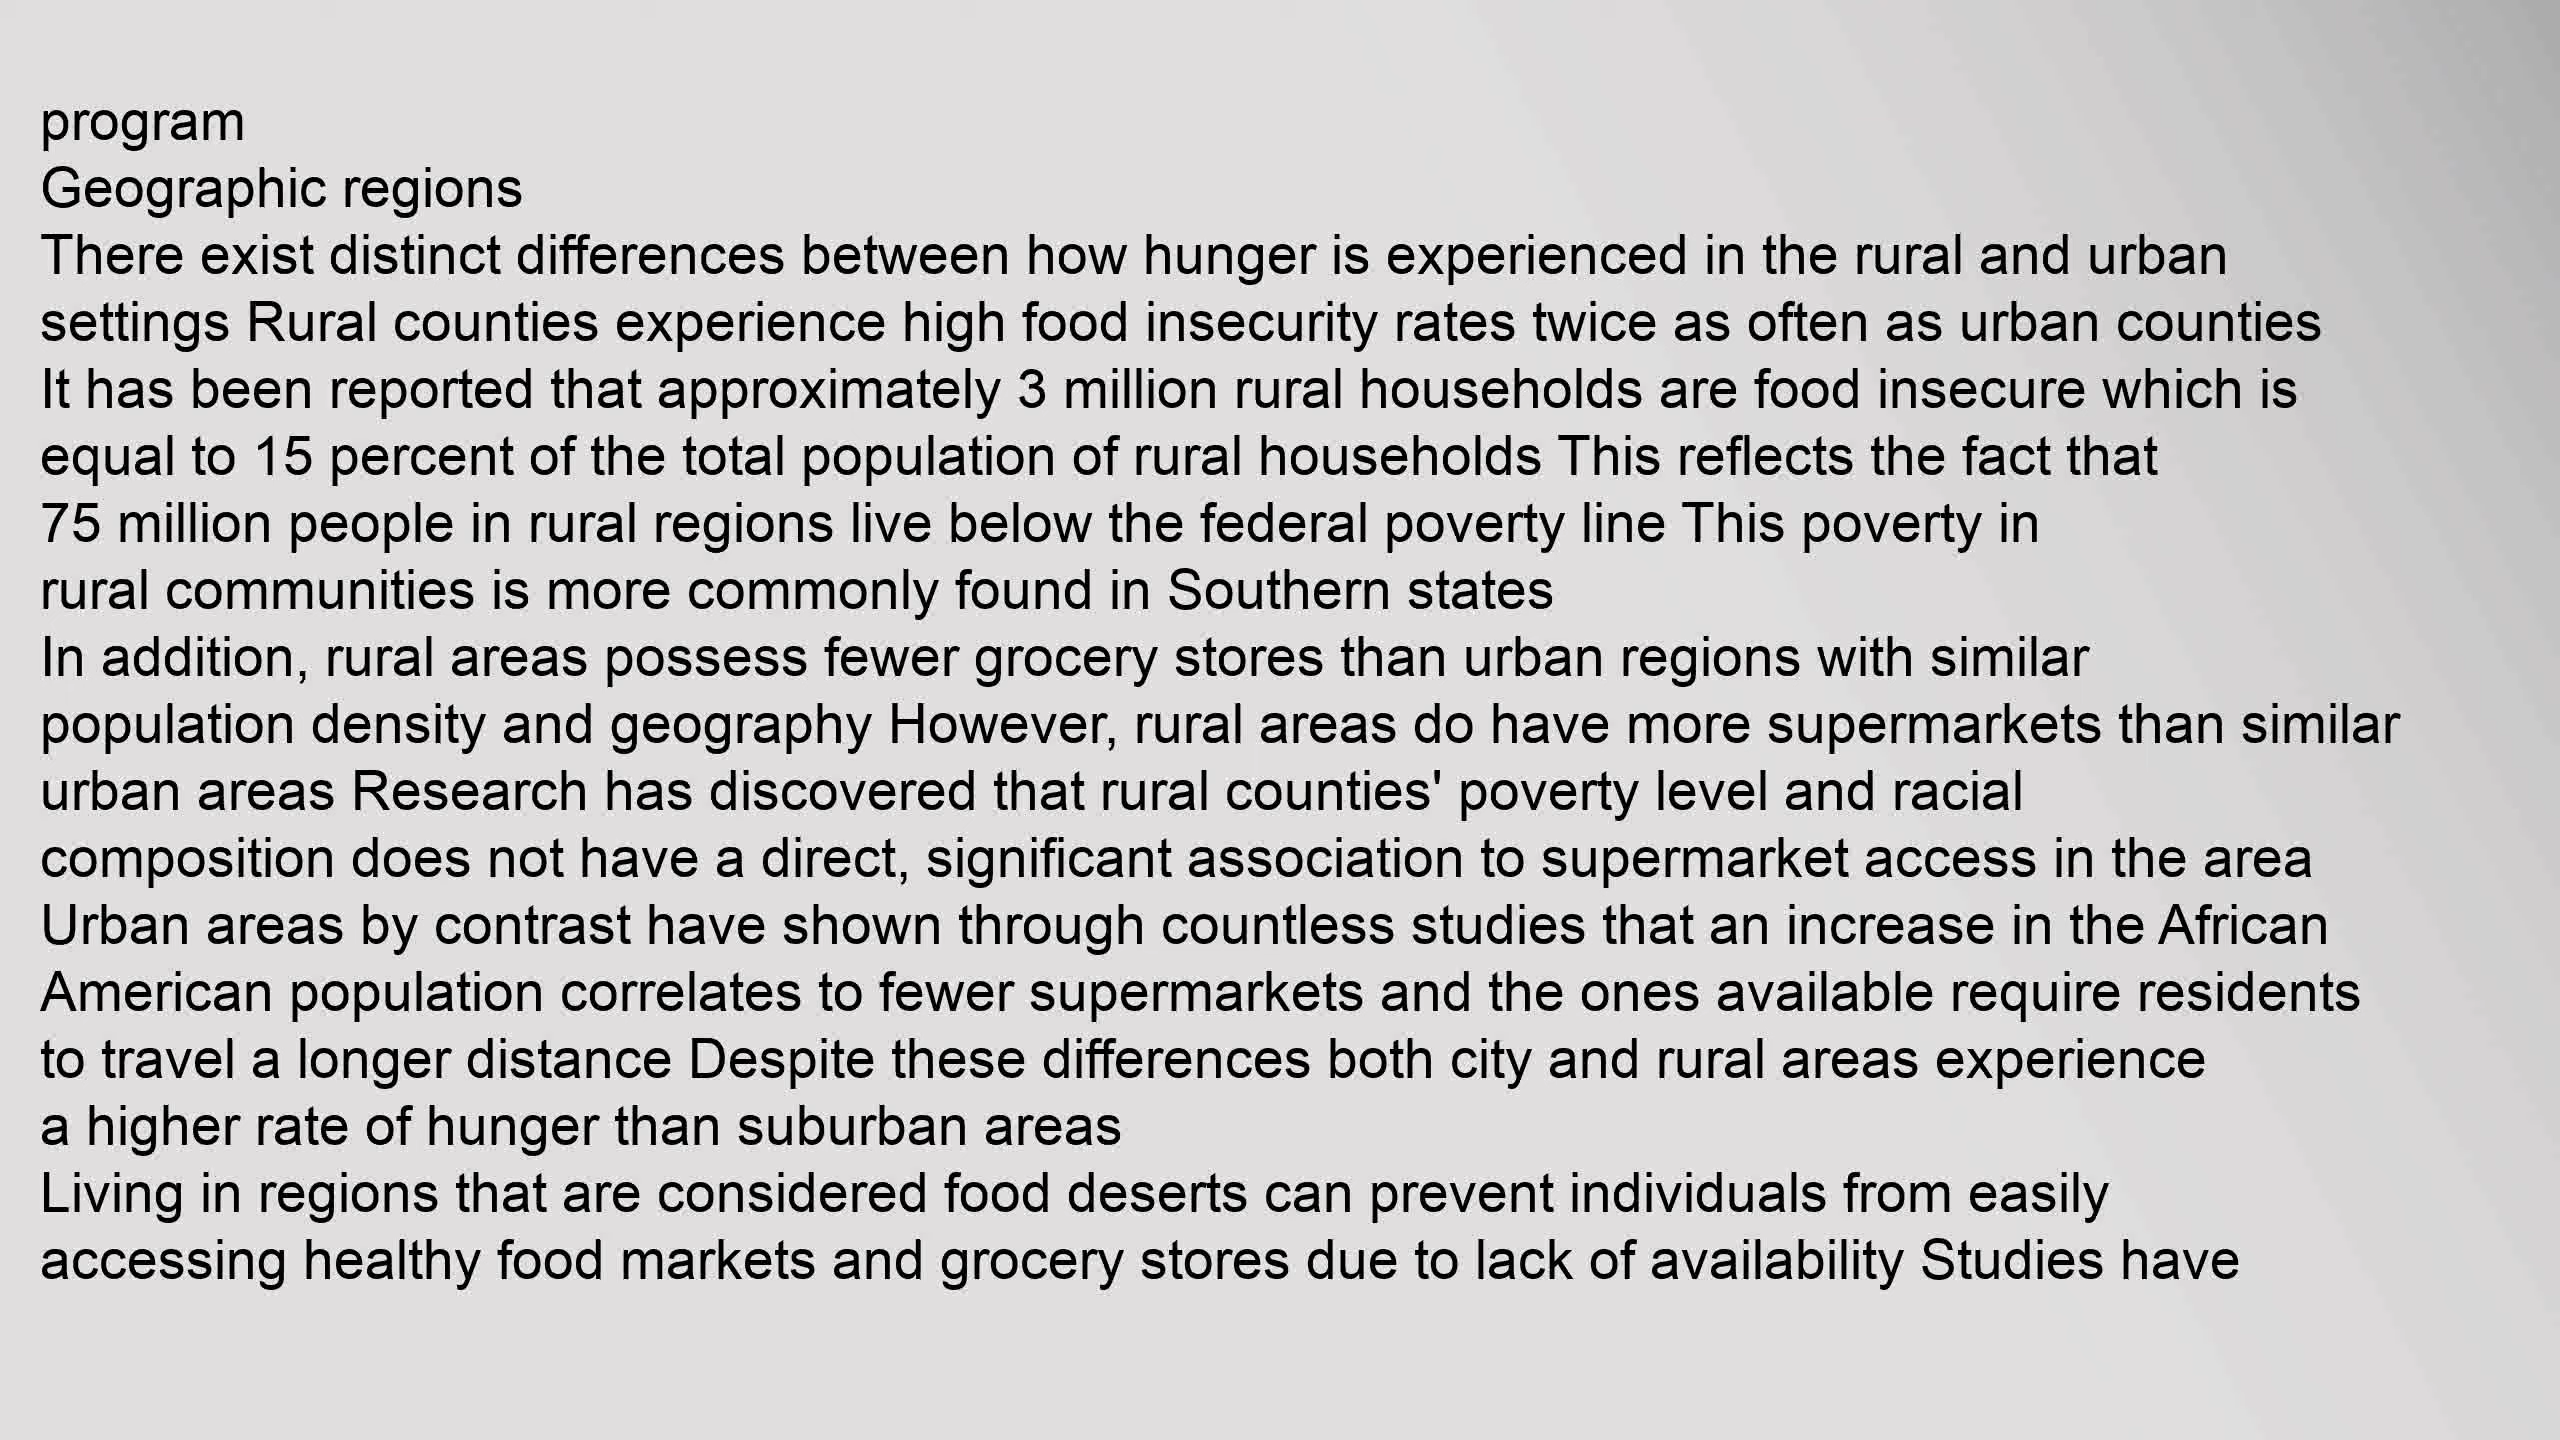 program
Geographic regions
There exist distinct differences between how hunger is experienced in the rural and urban
settings Rural counties experience high food insecurity rates twice as often as urban counties
It has been reported that approximately 3 million rural households are food insecure which is
equal to 15 percent of the total population of rural households This reflects the fact that
75 million people in rural regions live below the federal poverty line This poverty in
rural communities is more commonly found in Southern states
In addition, rural areas possess fewer grocery stores than urban regions with similar
population density and geography However, rural areas do have more supermarkets than similar
urban areas Research has discovered that rural counties' poverty level and racial
composition does not have a direct, significant association to supermarket access in the area
Urban areas by contrast have shown through countless studies that an increase in the African
American population correlates to fewer supermarkets and the ones available require residents
to travel a longer distance Despite these differences both city and rural areas experience
a higher rate of hunger than suburban areas
Living in regions that are considered food deserts can prevent individuals from easily
accessing healthy food markets and grocery stores due to lack of availability Studies have